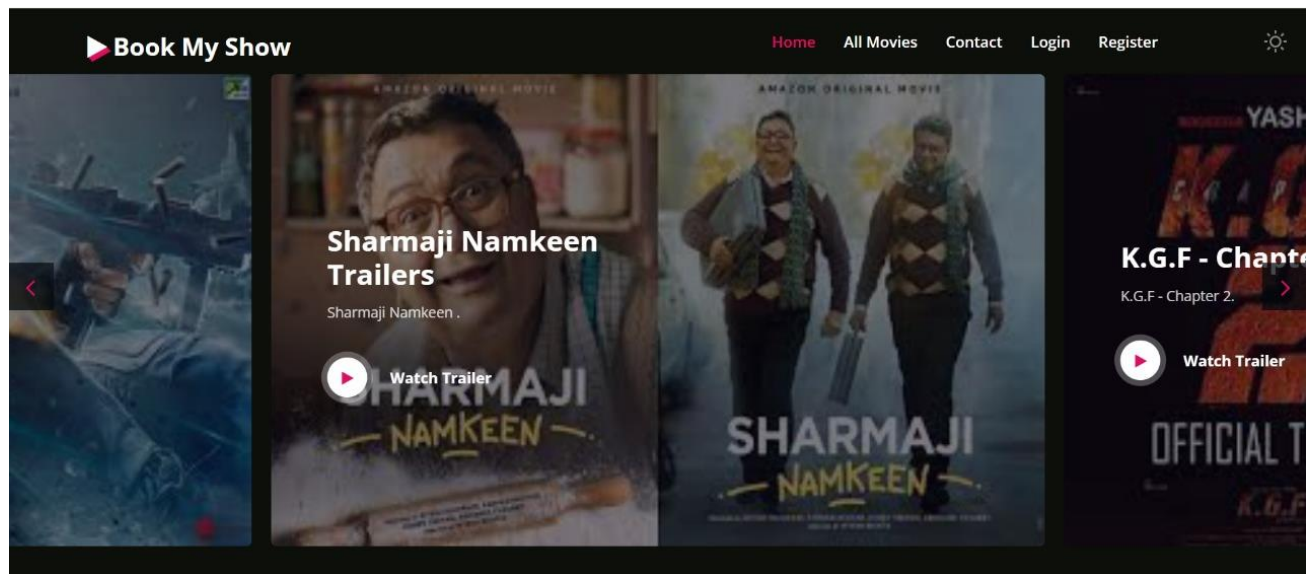 Book My Show
Home All Movies Contact Login Register
AMAZON ORIGINAL MOVIE
AMAZON ORIGINAL MOVIE
YASH
K.G
Sharmaji Namkeen
Trailers
Sharmaji Namkeen .
Watch Trailer
SHARMAJI
NAMKEEN
SHARMAJI
NAMKEEN
K.G.F - Chapte
K.G.F - Chapter 2.
Watch Trailer
2
OFFICIAL T
K.G.F